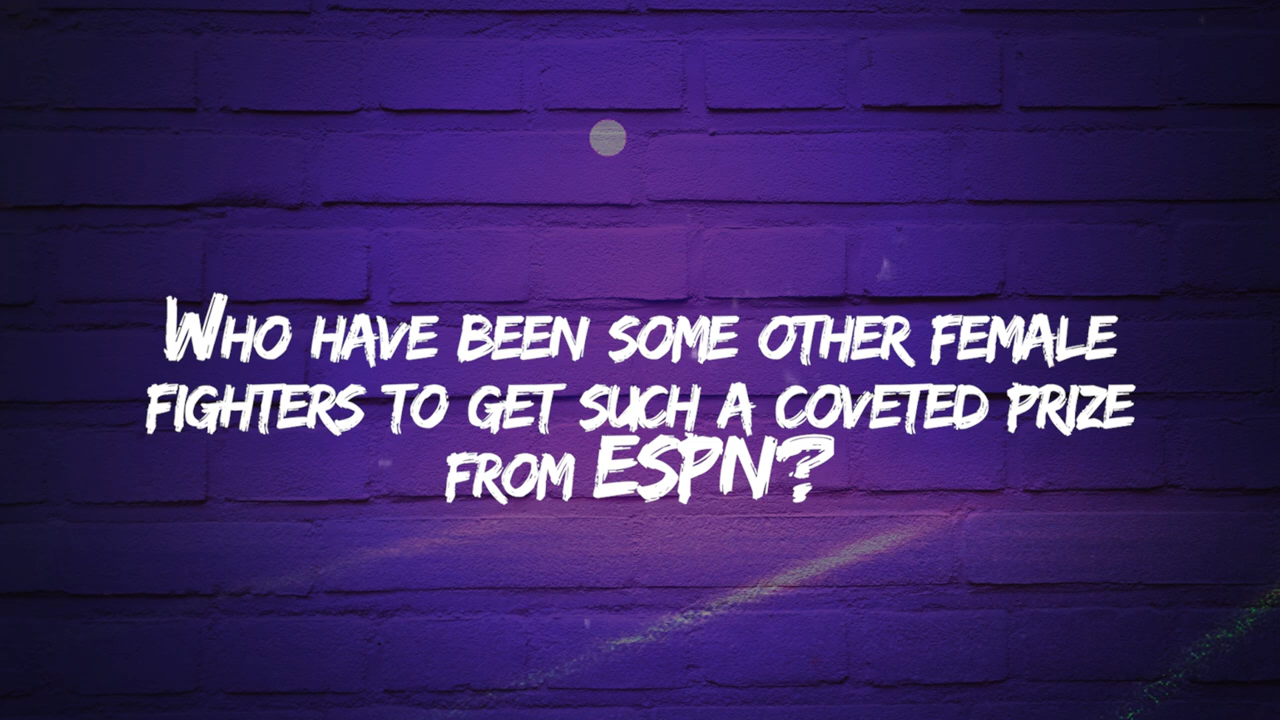 Who have been some other female
fighters to get such a coveted prize
from ESPN?